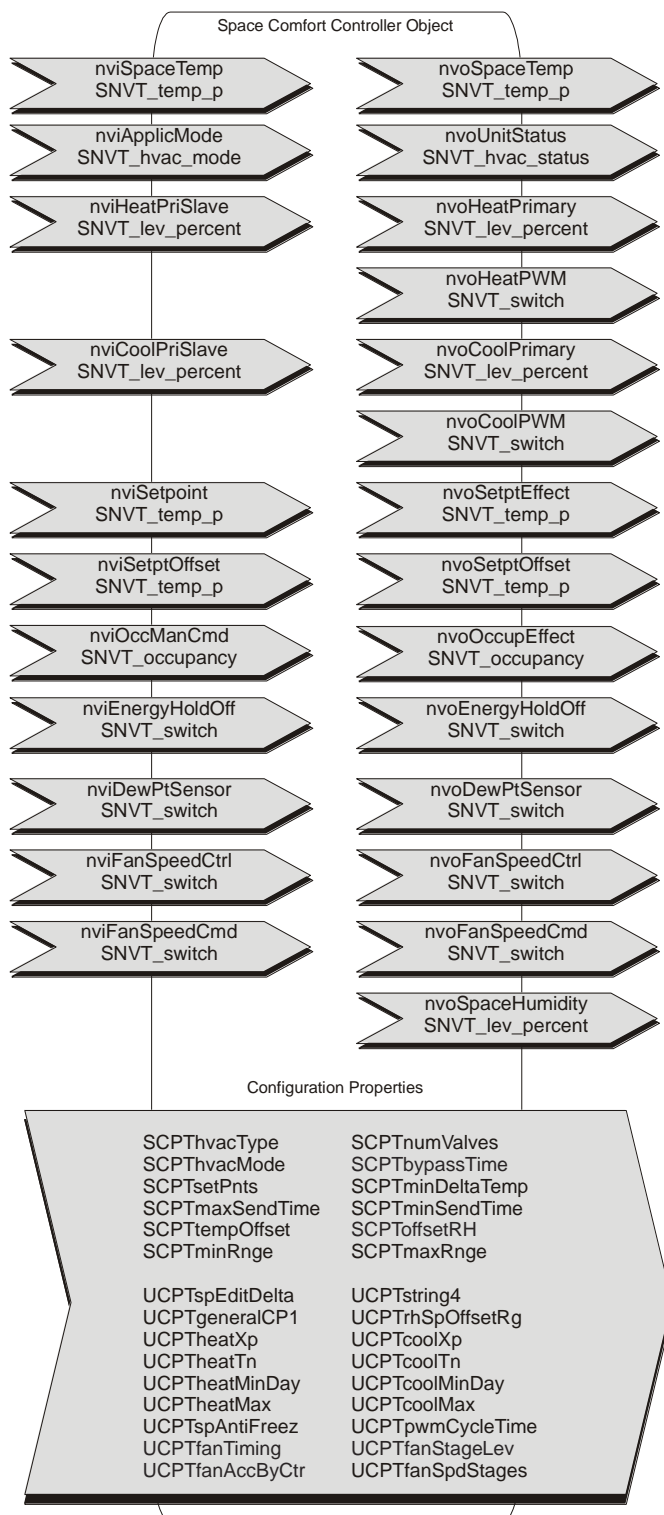 Space Comfort Controller Object
nviSpaceTemp
SNVT_temp_p
nvoSpaceTemp
SNVT_temp_p
nviApplicMode
SNVT_hvac_mode
nvoUnitStatus
SNVT_hvac_status
nviHeatPriSlave
SNVT_lev_percent
nvoHeatPrimary
SNVT_lev_percent
nvoHeatPWM
SNVT_switch
nviCoolPriSlave
SNVT_lev_percent
nvoCoolPrimary
SNVT_lev_percent
nvoCoolPWM
SNVT_switch
nviSetpoint
SNVT_temp_p
nvoSetptEffect
SNVT_temp_p
nviSetptOffset
SNVT_temp_p
nvoSetptOffset
SNVT_temp_p
nviOccManCmd
SNVT_occupancy
nvoOccupEffect
SNVT_occupancy
nviEnergyHoldOff
SNVT_switch
nvoEnergyHoldOff
SNVT_switch
nviDewPtSensor
SNVT_switch
nvoDewPtSensor
SNVT_switch
nviFanSpeedCtrl
SNVT_switch
nvoFanSpeedCtrl
SNVT_switch
nviFanSpeedCmd
SNVT_switch
nvoFanSpeedCmd
SNVT_switch
nvoSpaceHumidity
SNVT_lev_percent
Configuration Properties
SCPThvacType SCPTnumValves
SCPThvacMode SCPTbypassTime
SCPTsetPnts SCPTminDeltaTemp
SCPTmaxSendTime SCPTminSendTime
SCPTtempOffset SCPToffsetRH
SCPTminRnge SCPTmaxRnge
UCPTspEditDelta UCPTstring4
UCPTgeneralCP1 UCPTrhSpOffsetRg
UCPTheatXp UCPTcoolXp
UCPTheatTn UCPTcoolTn
UCPTheatMinDay UCPTcoolMinDay
UCPTheatMax UCPTcoolMax
UCPTspAntiFreez UCPTpwmCycleTime
UCPTfanTiming UCPTfanStageLev
UCPTfanAccByCtr UCPTfanSpdStages